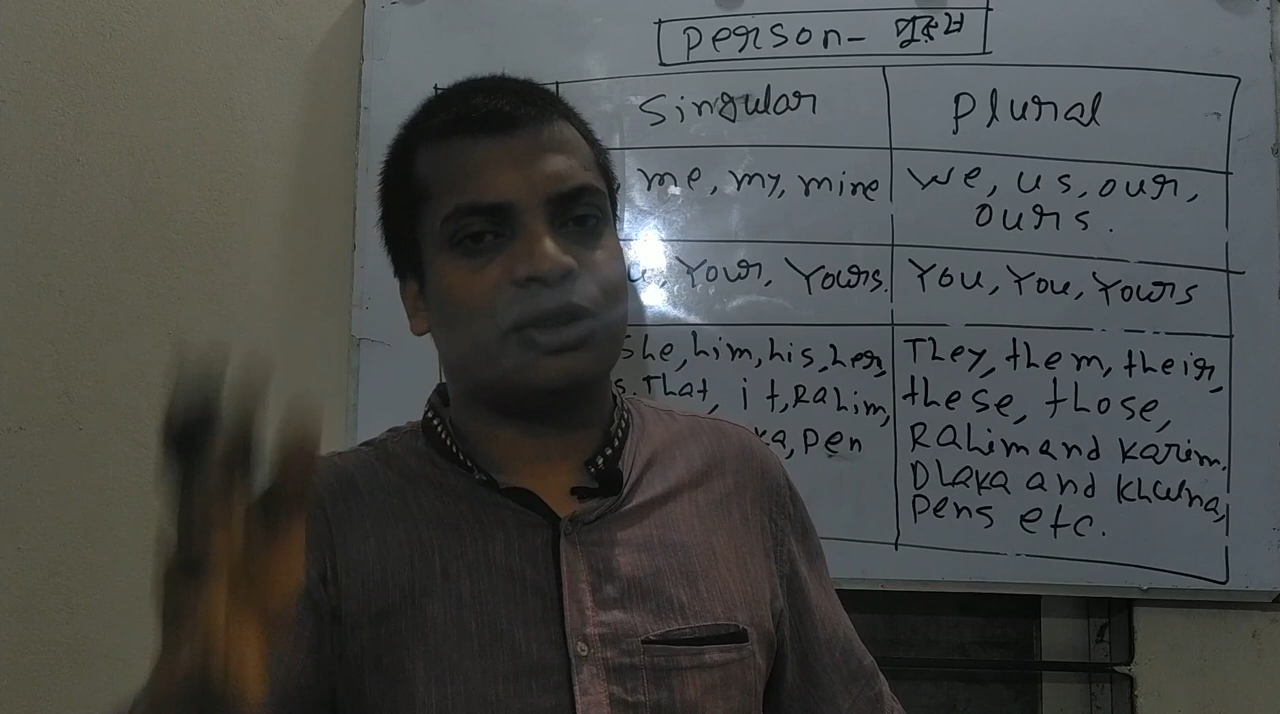 Person- পুরুষ
Singular
Plural
me, my, mine
We, us, our,
ours.
u, Your, Yours.
You, You, Yours
She, him, his, her,
s. That, it, Rahim,
ka, Pen
They, them, their,
these, those,
Rahim and Karim.
Dhaka and Khulna,
Pens etc.